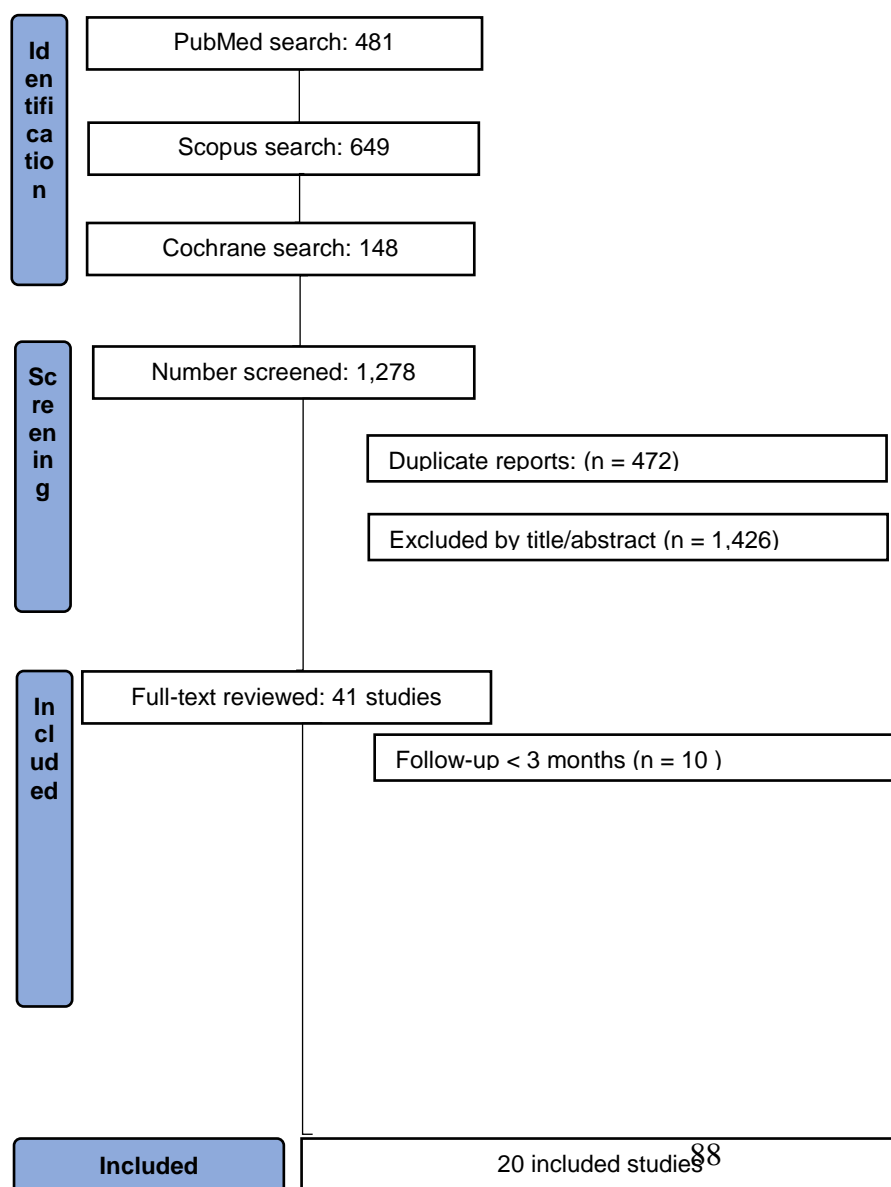 Id
en
tifi
ca
tio
n
PubMed search: 481
Scopus search: 649
Cochrane search: 148
Sc
re
en
in
g
Number screened: 1,278
Duplicate reports: (n = 472)
Excluded by title/abstract (n = 1,426)
In
cl
ud
ed
Full-text reviewed: 41 studies
Follow-up < 3 months (n = 10 )
Included
20 included studies
88